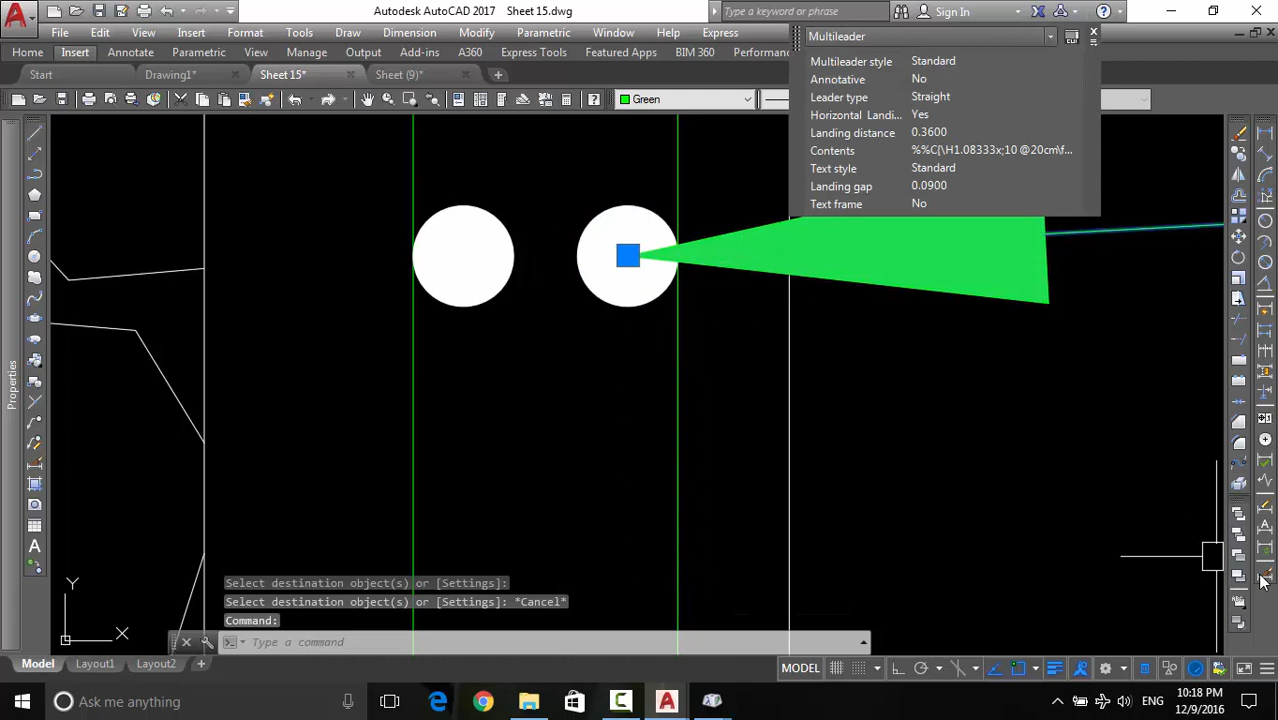 Autodesk AutoCAD 2017 Sheet 15.dwg
Type a keyword or phrase
Sign In
File Edit View Insert Format Tools Draw Dimension Modify Parametric Window Help Express
Home Insert Annotate Parametric View Manage Output Add-ins A360 Express Tools Featured Apps BIM 360 Performance
Start Drawing1* Sheet 15* Sheet (9)*
Green
Multileader
Multileader style Standard
Annotative No
Leader type Straight
Horizontal Landi... Yes
Landing distance 0.3600
Contents %%C[\H1.08333x;10 @20cm\f...
Text style Standard
Landing gap 0.0900
Text frame No
Properties
A
A
Y
X
Select destination object(s) or [Settings]:
Select destination object(s) or [Settings]: *Cancel*
Command:
Type a command
Model Layout1 Layout2 +
MODEL
Ask me anything
ENG
10:18 PM
12/9/2016